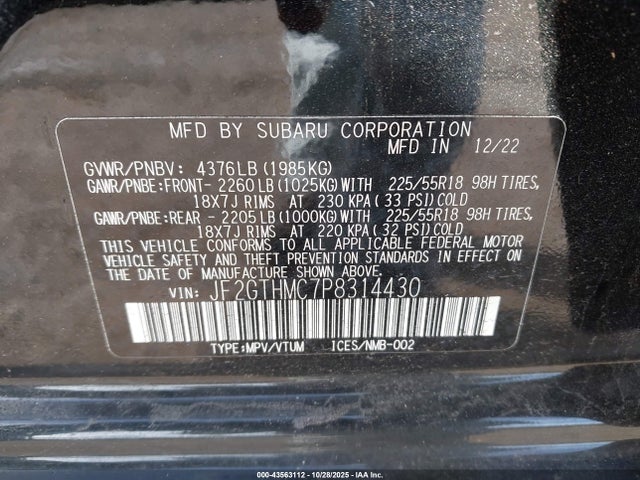 MFD BY SUBARU CORPORATION
MFD IN 12/22
GVWR/PNBV: 4376LB (1985KG)
GAWR/PNBE:FRONT- 2260 LB (1025KG) WITH 225/55R18 98H TIRES,
18X7J RIMS AT 230 KPA (33 PSI) COLD
GAWR/PNBE:REAR - 2205 LB (1000KG) WITH 225/55R18 98H TIRES,
18X7J RIMS AT 220 KPA (32 PSI) COLD
THIS VEHICLE CONFORMS TO ALL APPLICABLE FEDERAL MOTOR
VEHICLE SAFETY AND THEFT PREVENTION STANDARDS IN EFFECT
ON THE DATE OF MANUFACTURE SHOWN ABOVE.
VIN: JF2GTHMC7P8314430
TYPE:MPV/VTUM ICES/NMB-002
000-43563112 | 10/28/2025 | IAA Inc.